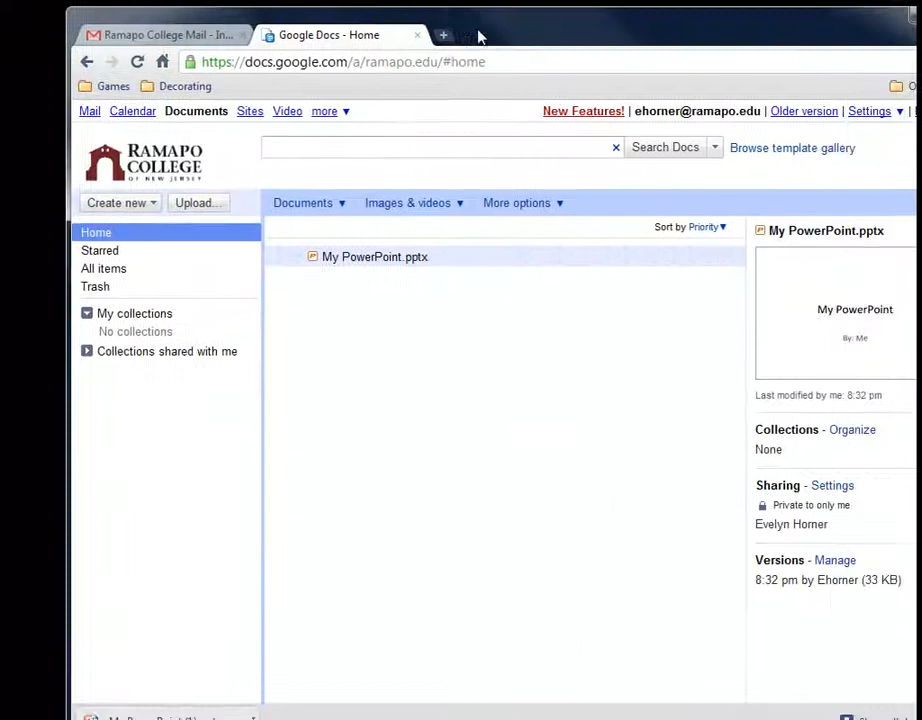 Ramapo College Mail - In...
Google Docs - Home
https://docs.google.com/a/ramapo.edu/#home
Games
Decorating
Mail Calendar Documents Sites Video more ▼
New Features! | ehorner@ramapo.edu | Older version | Settings ▼ |
RAMAPO
COLLEGE
OF NEW JERSEY
Search Docs
Browse template gallery
Create new
Upload...
Documents ▼ Images & videos ▼ More options ▼
Home
Starred
All items
Trash
My collections
No collections
Collections shared with me
Sort by Priority▼
My PowerPoint.pptx
My PowerPoint.pptx
My PowerPoint
By: Me
Last modified by me: 8:32 pm
Collections - Organize
None
Sharing - Settings
Private to only me
Evelyn Horner
Versions - Manage
8:32 pm by Ehorner (33 KB)